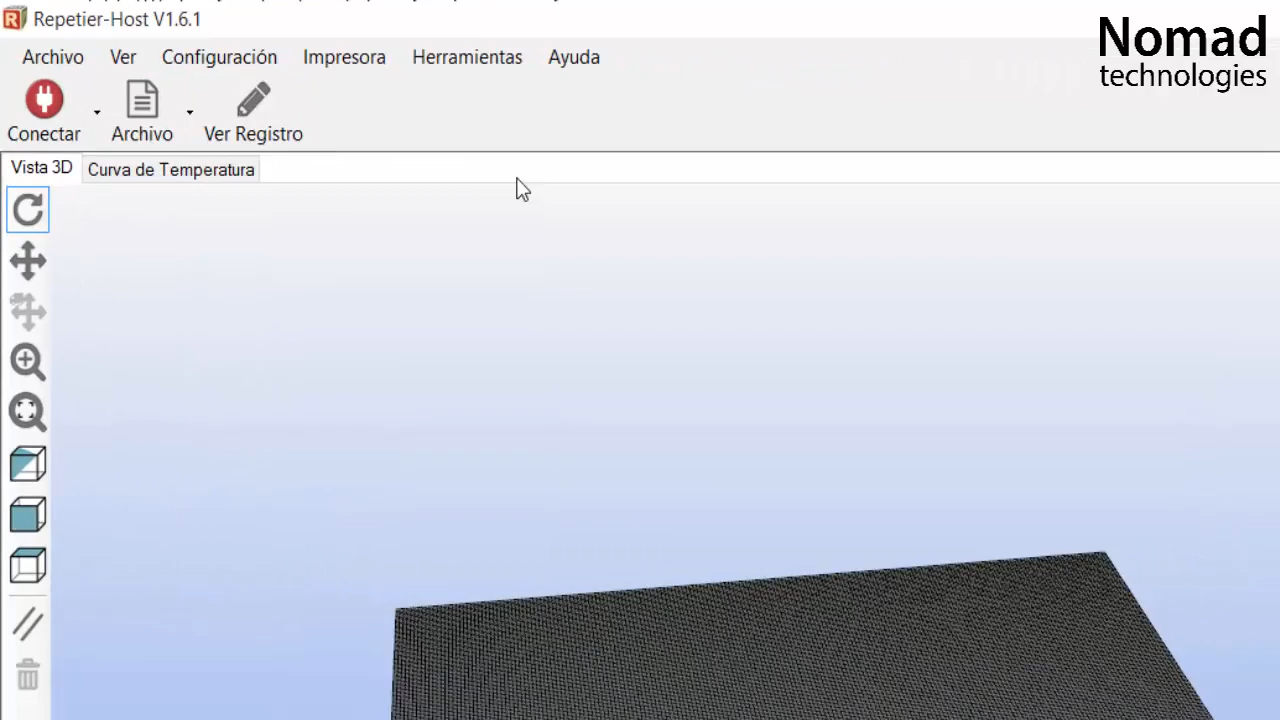 Repetier-Host V1.6.1
Nomad
technologies
Archivo Ver Configuración Impresora Herramientas Ayuda
Conectar Archivo Ver Registro
Vista 3D Curva de Temperatura